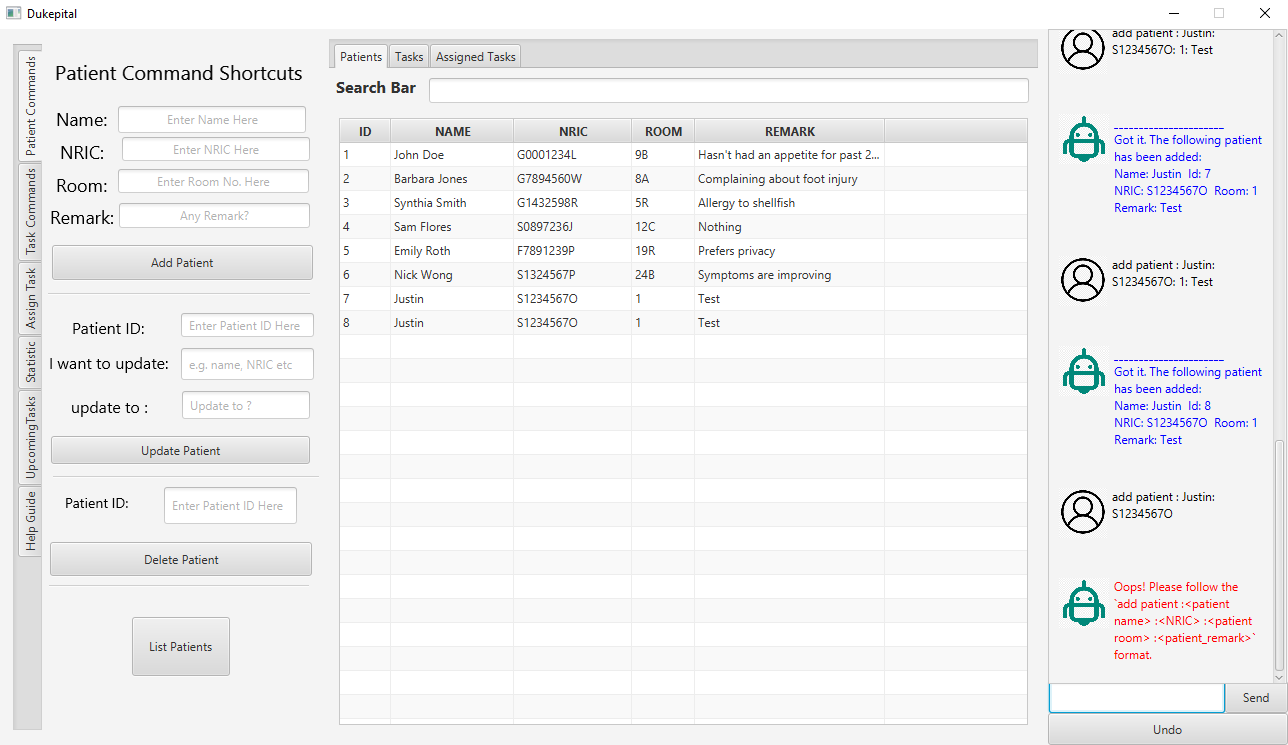 Dukepital
Patient Commands
Task Commands
Assign Task
Statistic
UpcomingTasks
Help Guide
Patient Command Shortcuts
Name: Enter Name Here
NRIC: Enter NRIC Here
Room: Enter Room No. Here
Remark: Any Remark?
Add Patient
Patient ID: Enter Patient ID Here
I want to update: e.g. name, NRIC etc
update to : Update to ?
Update Patient
Patient ID: Enter Patient ID Here
Delete Patient
List Patients
Patients Tasks Assigned Tasks
Search Bar
ID NAME NRIC ROOM REMARK
1 John Doe G0001234L 9B Hasn't had an appetite for past 2...
2 Barbara Jones G7894560W 8A Complaining about foot injury
3 Synthia Smith G1432598R 5R Allergy to shellfish
4 Sam Flores S0897236J 12C Nothing
5 Emily Roth F7891239P 19R Prefers privacy
6 Nick Wong S1324567P 24B Symptoms are improving
7 Justin S1234567O 1 Test
8 Justin S1234567O 1 Test
add patient : Justin:
S1234567O: 1: Test
----------------------
Got it. The following patient
has been added:
Name: Justin Id: 7
NRIC: S1234567O Room: 1
Remark: Test
add patient : Justin:
S1234567O: 1: Test
----------------------
Got it. The following patient
has been added:
Name: Justin Id: 8
NRIC: S1234567O Room: 1
Remark: Test
add patient : Justin:
S1234567O
Oops! Please follow the
`add patient :<patient
name> :<NRIC> :<patient
room> :<patient_remark>`
format.
Send
Undo